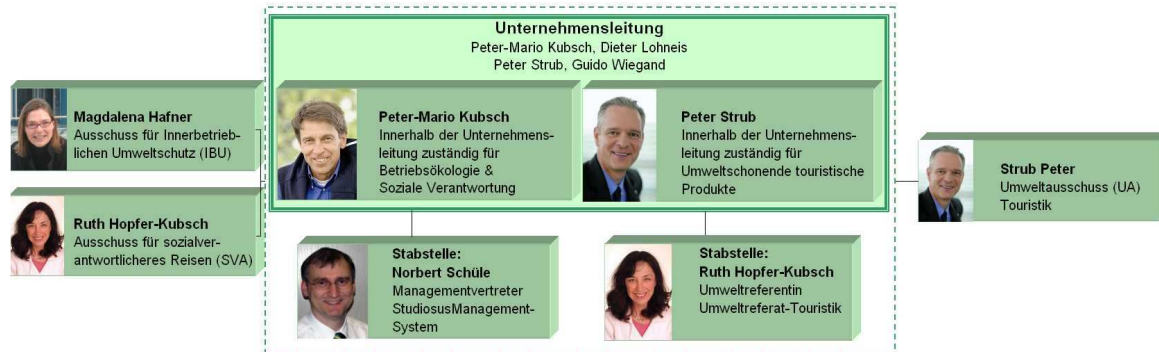 Unternehmensleitung
Peter-Mario Kubsch, Dieter Lohneis
Peter Strub, Guido Wiegand
Magdalena Hafner
Ausschuss für Innerbetrieb-
lichen Umweltschutz (IBU)
Ruth Hopfer-Kubsch
Ausschuss für sozialver-
antwortlicheres Reisen (SVA)
Peter-Mario Kubsch
Innerhalb der Unternehmens-
leitung zuständig für
Betriebsökologie &
Soziale Verantwortung
Peter Strub
Innerhalb der Unternehmens-
leitung zuständig für
Umweltschonende touristische
Produkte
Strub Peter
Umweltausschuss (UA)
Touristik
Stabstelle:
Norbert Schüle
Managementvertreter
StudiosusManagement-
System
Stabstelle:
Ruth Hopfer-Kubsch
Umweltreferentin
Umweltreferat-Touristik